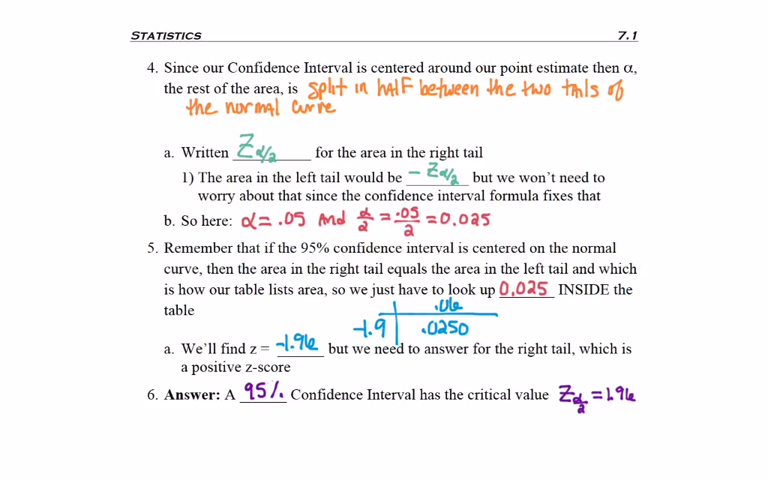 STATISTICS 7.1
4. Since our Confidence Interval is centered around our point estimate then α,
the rest of the area, is split in HALF between the two tails of
the normal curve
a. Written Zα/2 for the area in the right tail
1) The area in the left tail would be -Zα/2 but we won't need to
worry about that since the confidence interval formula fixes that
b. So here: α = .05 and α/2 = .05/2 = 0.025
5. Remember that if the 95% confidence interval is centered on the normal
curve, then the area in the right tail equals the area in the left tail and which
is how our table lists area, so we just have to look up 0.025 INSIDE the
table
.06
-1.9 .0250
a. We'll find z = -1.96 but we need to answer for the right tail, which is
a positive z-score
6. Answer: A 95% Confidence Interval has the critical value Zα/2 = 1.96